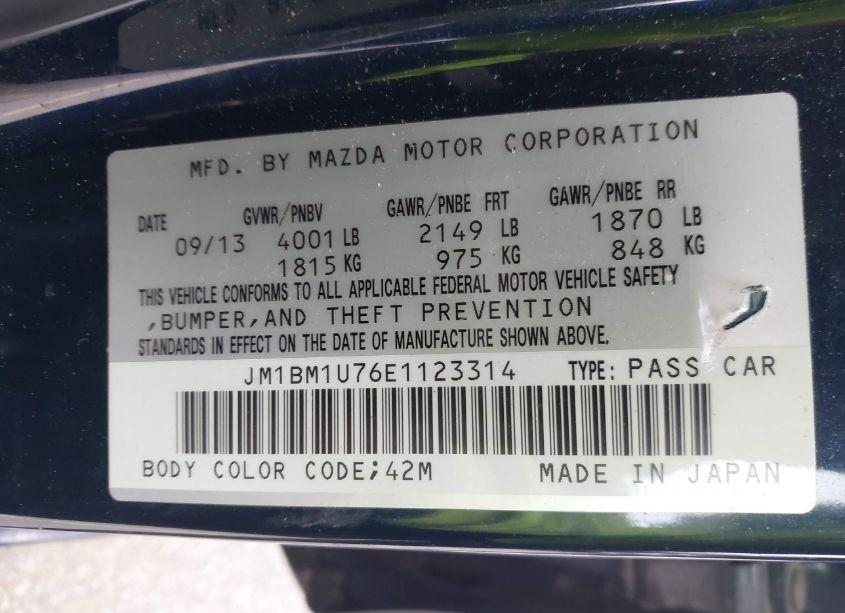 MFD. BY MAZDA MOTOR CORPORATION
DATE GVWR/PNBV GAWR/PNBE FRT GAWR/PNBE RR
09/13 4001 LB 2149 LB 1870 LB
1815 KG 975 KG 848 KG
THIS VEHICLE CONFORMS TO ALL APPLICABLE FEDERAL MOTOR VEHICLE SAFETY
,BUMPER,AND THEFT PREVENTION
STANDARDS IN EFFECT ON THE DATE OF MANUFACTURE SHOWN ABOVE.
JM1BM1U76E1123314 TYPE: PASS CAR
BODY COLOR CODE;42M MADE IN JAPAN